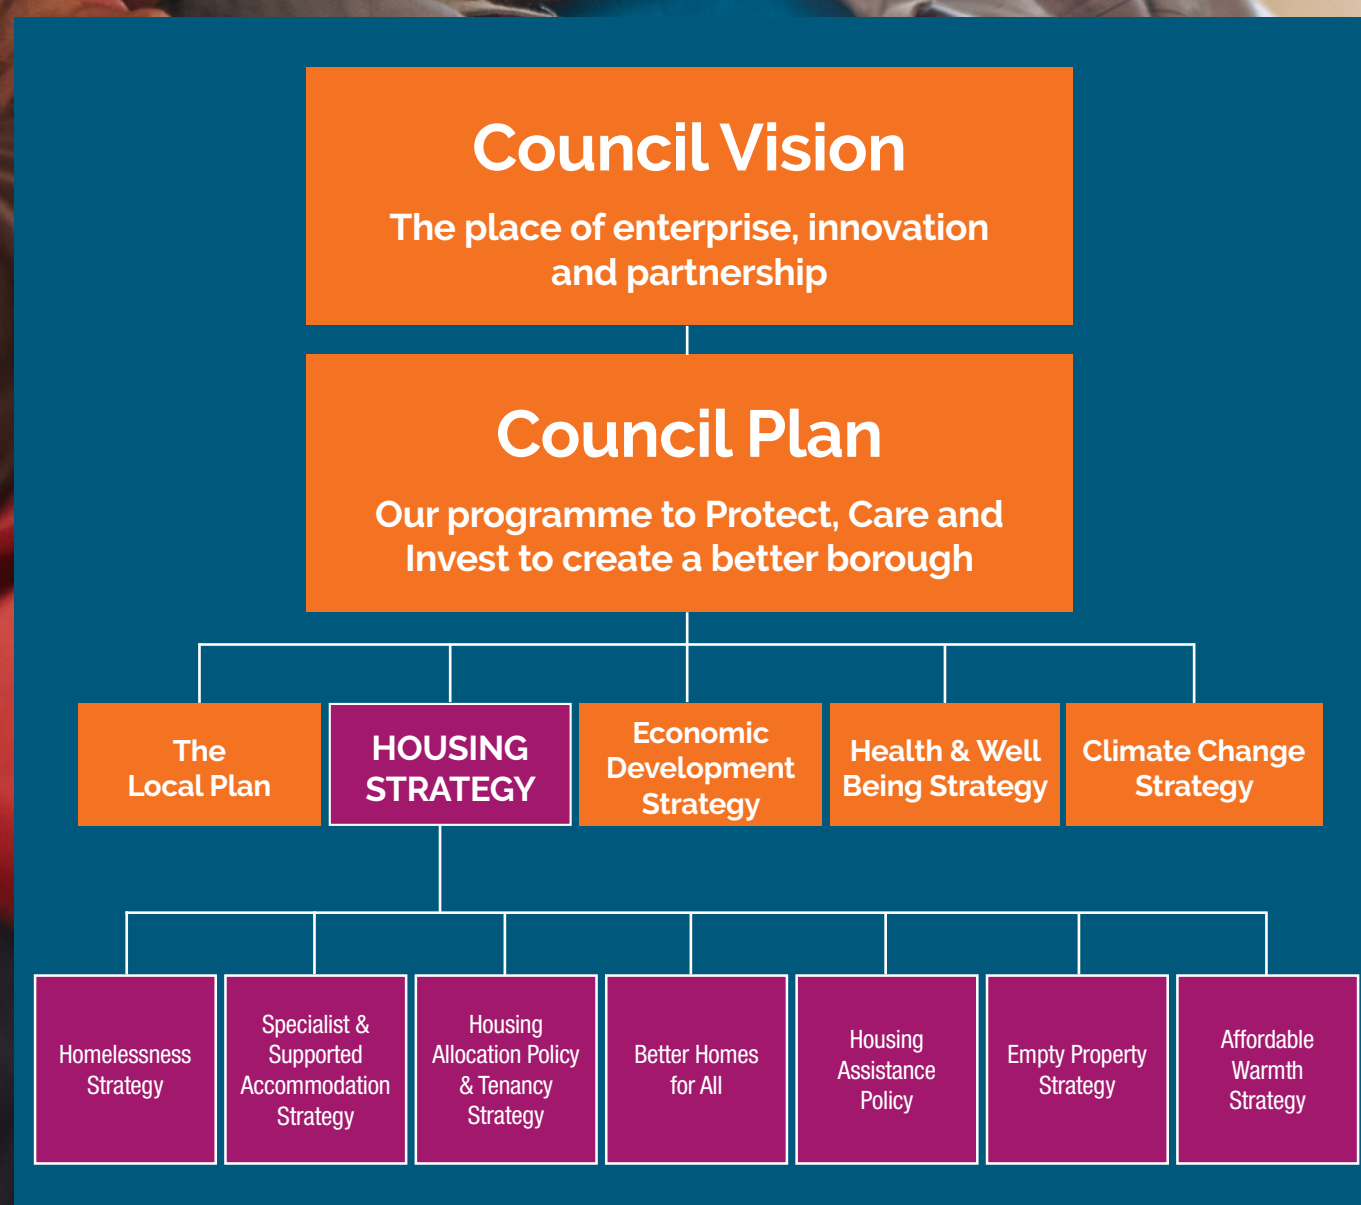 Council Vision
The place of enterprise, innovation
and partnership
Council Plan
Our programme to Protect, Care and
Invest to create a better borough
The
Local Plan
HOUSING
STRATEGY
Economic
Development
Strategy
Health & Well
Being Strategy
Climate Change
Strategy
Homelessness
Strategy
Specialist &
Supported
Accommodation
Strategy
Housing
Allocation Policy
& Tenancy
Strategy
Better Homes
for All
Housing
Assistance
Policy
Empty Property
Strategy
Affordable
Warmth
Strategy